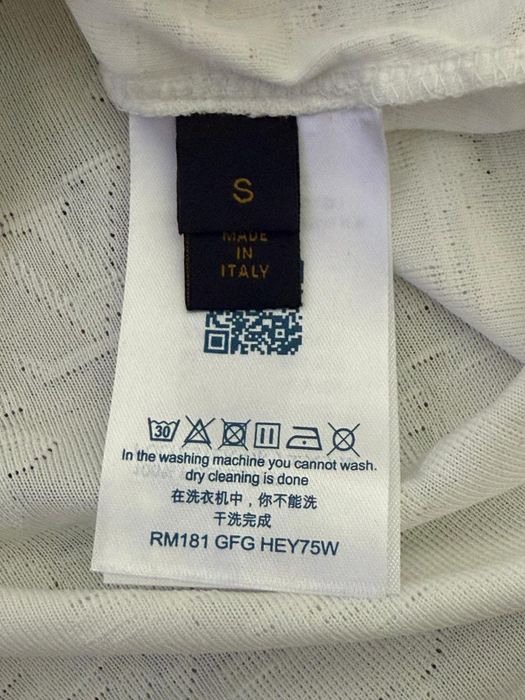 S
MADE
IN
ITALY
30
In the washing machine you cannot wash.
dry cleaning is done
在洗衣机中，你不能洗
干洗完成
RM181 GFG HEY75W